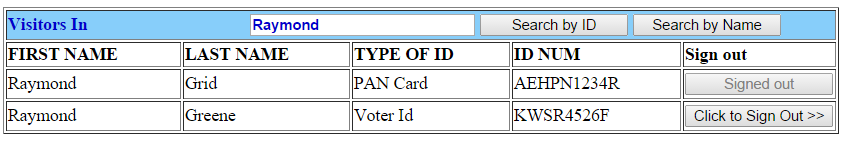 Visitors In Raymond Search by ID Search by Name
FIRST NAME LAST NAME TYPE OF ID ID NUM Sign out
Raymond Grid PAN Card AEHPN1234R Signed out
Raymond Greene Voter Id KWSR4526F Click to Sign Out >>